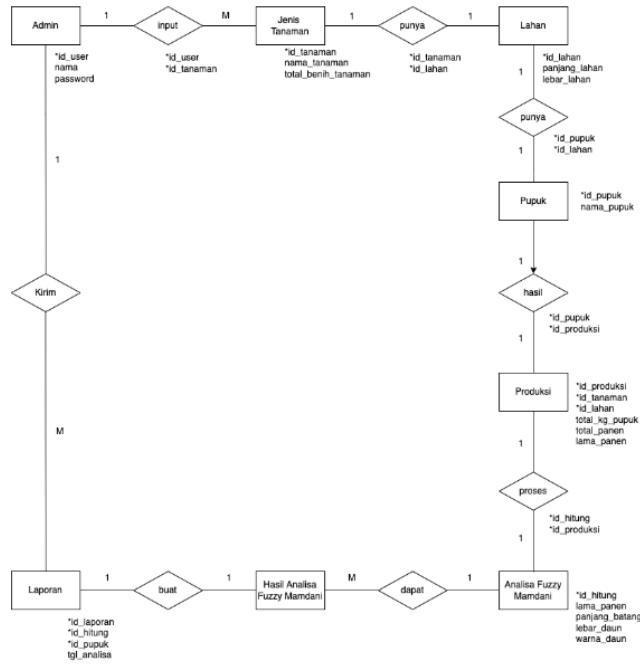 Admin
1
input
M
Jenis
Tanaman
1
punya
1
Lahan
*id_user
nama
password
*id_user
*id_tanaman
*id_tanaman
nama_tanaman
total_benih_tanaman
*id_tanaman
*id_lahan
*id_lahan
panjang_lahan
lebar_lahan
1
punya
*id_pupuk
*id_lahan
1
1
Pupuk
*id_pupuk
nama_pupuk
1
Kirim
hasil
*id_pupuk
*id_produksi
1
Produksi
*id_produksi
*id_tanaman
*id_lahan
total_kg_pupuk
total_panen
lama_panen
M
1
proses
*id_hitung
*id_produksi
1
Laporan
1
buat
1
Hasil Analisa
Fuzzy Mamdani
M
dapat
1
Analisa Fuzzy
Mamdani
*id_hitung
lama_panen
panjang_batang
lebar_daun
warna_daun
*id_laporan
*id_hitung
*id_pupuk
tgl_analisa